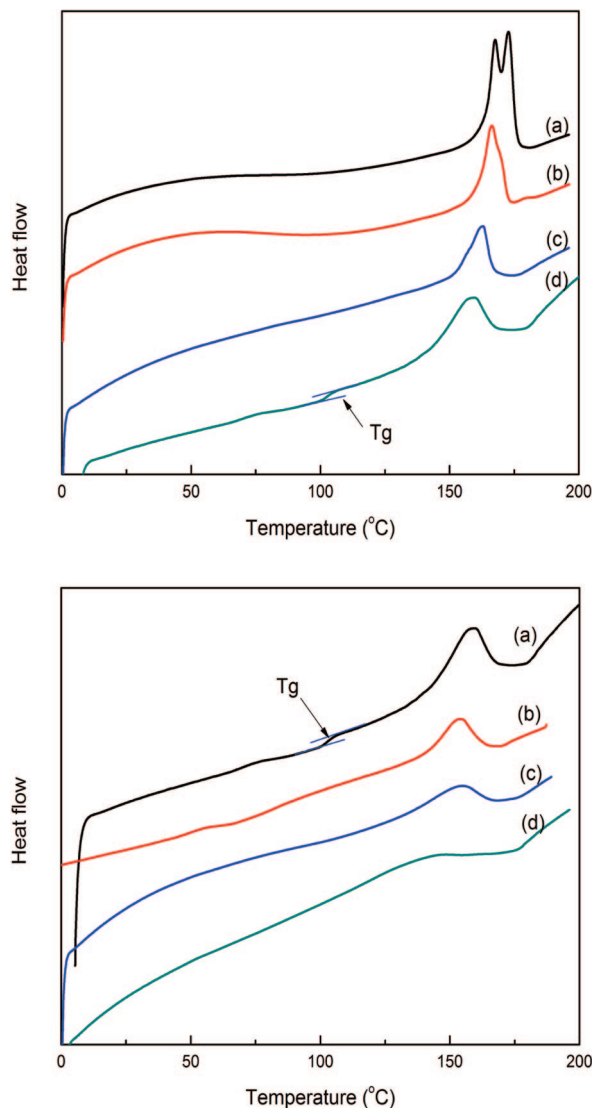 (a)
(b)
(c)
(d)
Heat flow
Tg
0 50 100 150 200
Temperature (°C)
(a)
Tg
(b)
(c)
(d)
Heat flow
0 50 100 150 200
Temperature (°C)